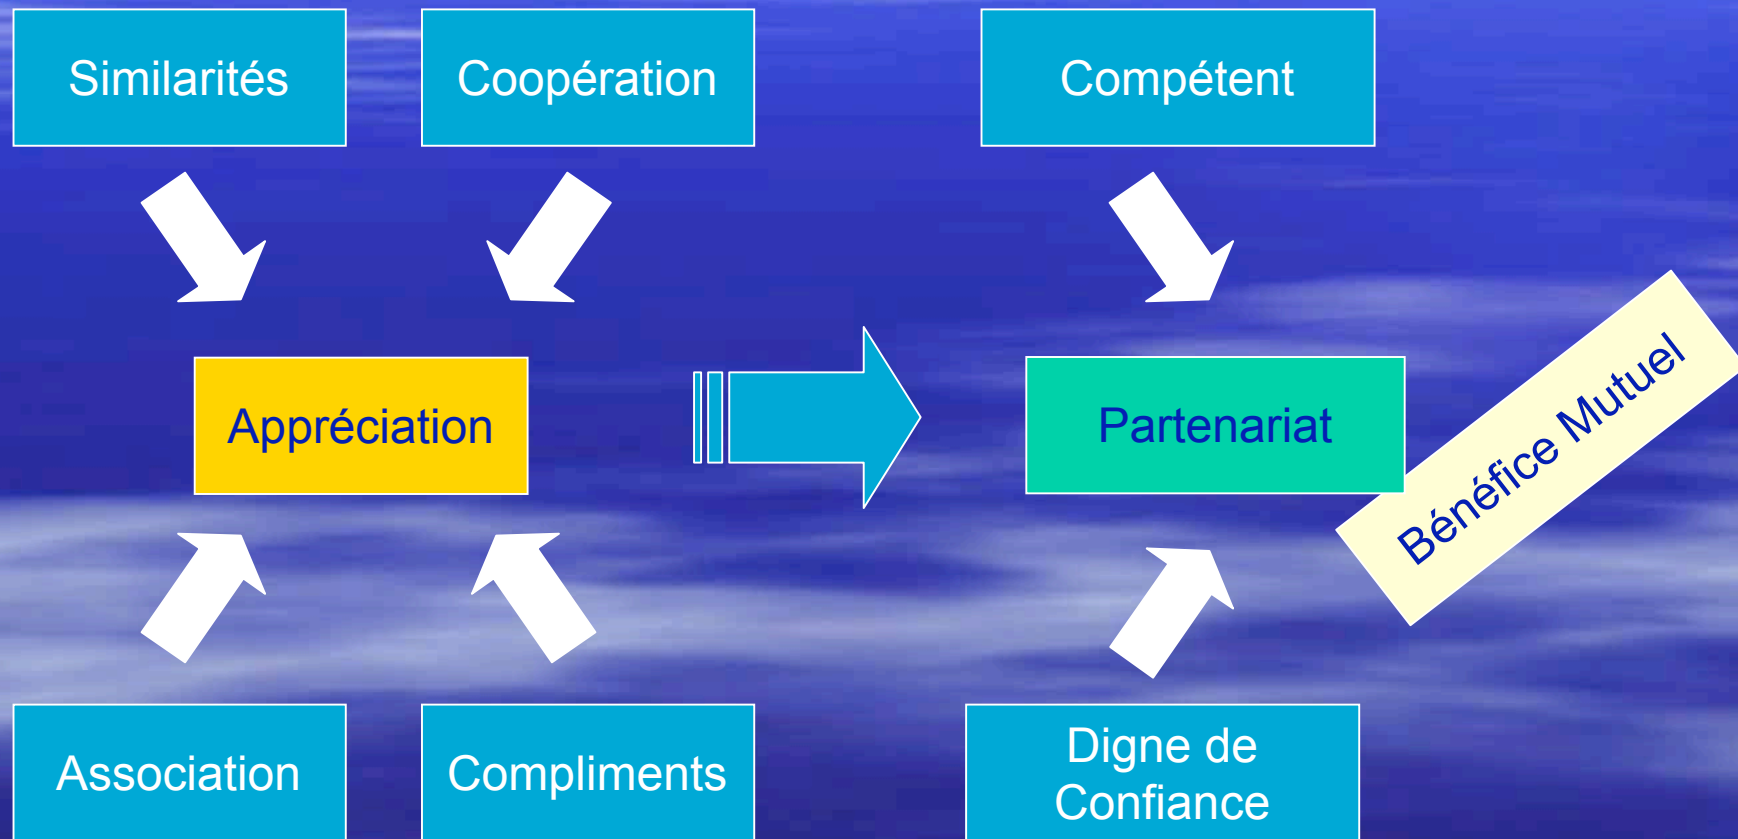 Similarités
Coopération
Compétent
Appréciation
Partenariat
Bénéfice Mutuel
Association
Compliments
Digne de
Confiance